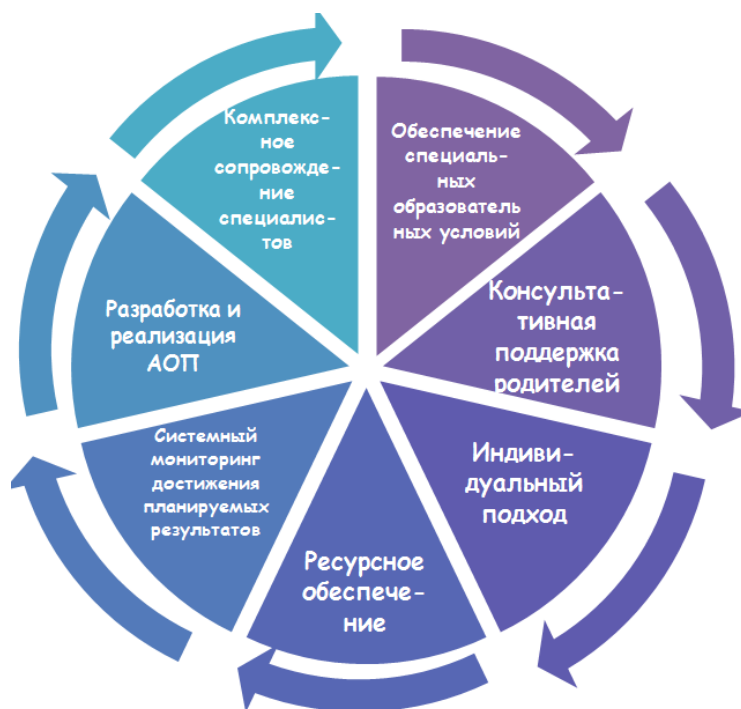 Обеспечение
специаль-
ных
образователь
ных условий
Консульта-
тивная
поддержка
родителей
Индиви-
дуальный
подход
Ресурсное
обеспече-
ние
Системный
мониторинг
достижения
планируемых
результатов
Разработка и
реализация
АОП
Комплекс-
ное
сопровожде-
ние
специалис-
тов